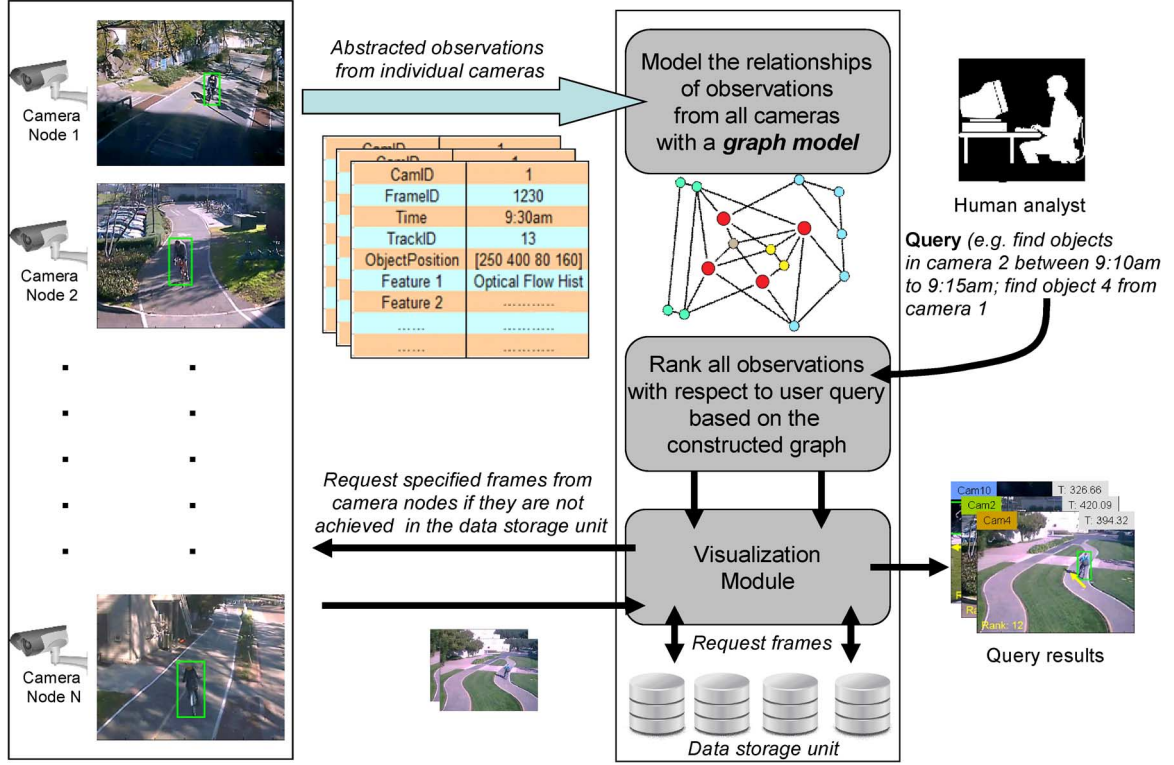 Camera
Node 1
Camera
Node 2
Camera
Node N
Abstracted observations
from individual cameras
CamID 1
CamID 1
FrameID 1230
Time 9:30am
TrackID 13
ObjectPosition [250 400 80 160]
Feature 1 Optical Flow Hist
Feature 2 ...........
...... ...........
...... ...........
Request specified frames from
camera nodes if they are not
achieved in the data storage unit
Model the relationships
of observations
from all cameras
with a graph model
Rank all observations
with respect to user query
based on the
constructed graph
Visualization
Module
Request frames
Data storage unit
Human analyst
Query (e.g. find objects
in camera 2 between 9:10am
to 9:15am; find object 4 from
camera 1
Cam10 T: 326.66
Cam2 T: 420.09
Cam4 T: 394.32
Rank: 12
Query results